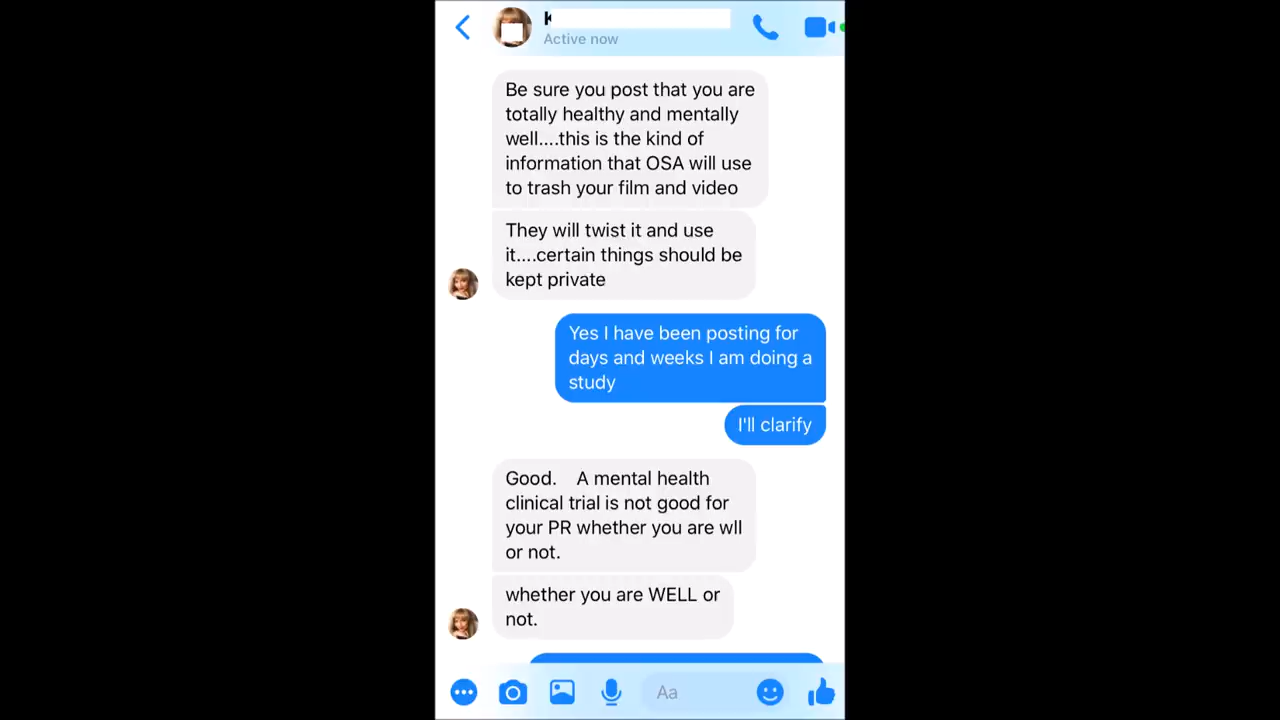 K
Active now
Be sure you post that you are
totally healthy and mentally
well....this is the kind of
information that OSA will use
to trash your film and video
They will twist it and use
it....certain things should be
kept private
Yes I have been posting for
days and weeks I am doing a
study
I'll clarify
Good.    A mental health
clinical trial is not good for
your PR whether you are wll
or not.
whether you are WELL or
not.
Aa